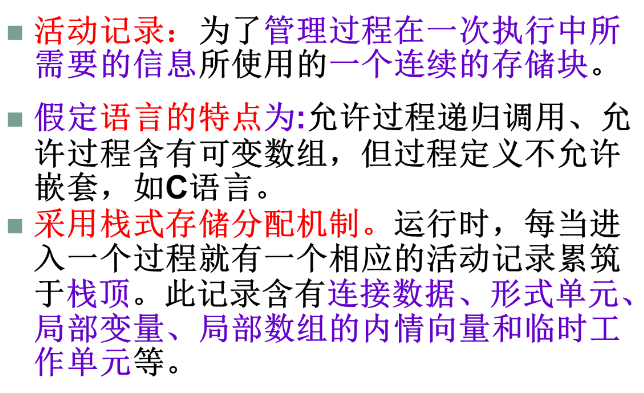 活动记录：为了管理过程在一次执行中所
需要的信息所使用的一个连续的存储块。
假定语言的特点为:允许过程递归调用、允
许过程含有可变数组，但过程定义不允许
嵌套，如C语言。
采用栈式存储分配机制。运行时，每当进
入一个过程就有一个相应的活动记录累筑
于栈顶。此记录含有连接数据、形式单元、
局部变量、局部数组的内情向量和临时工
作单元等。